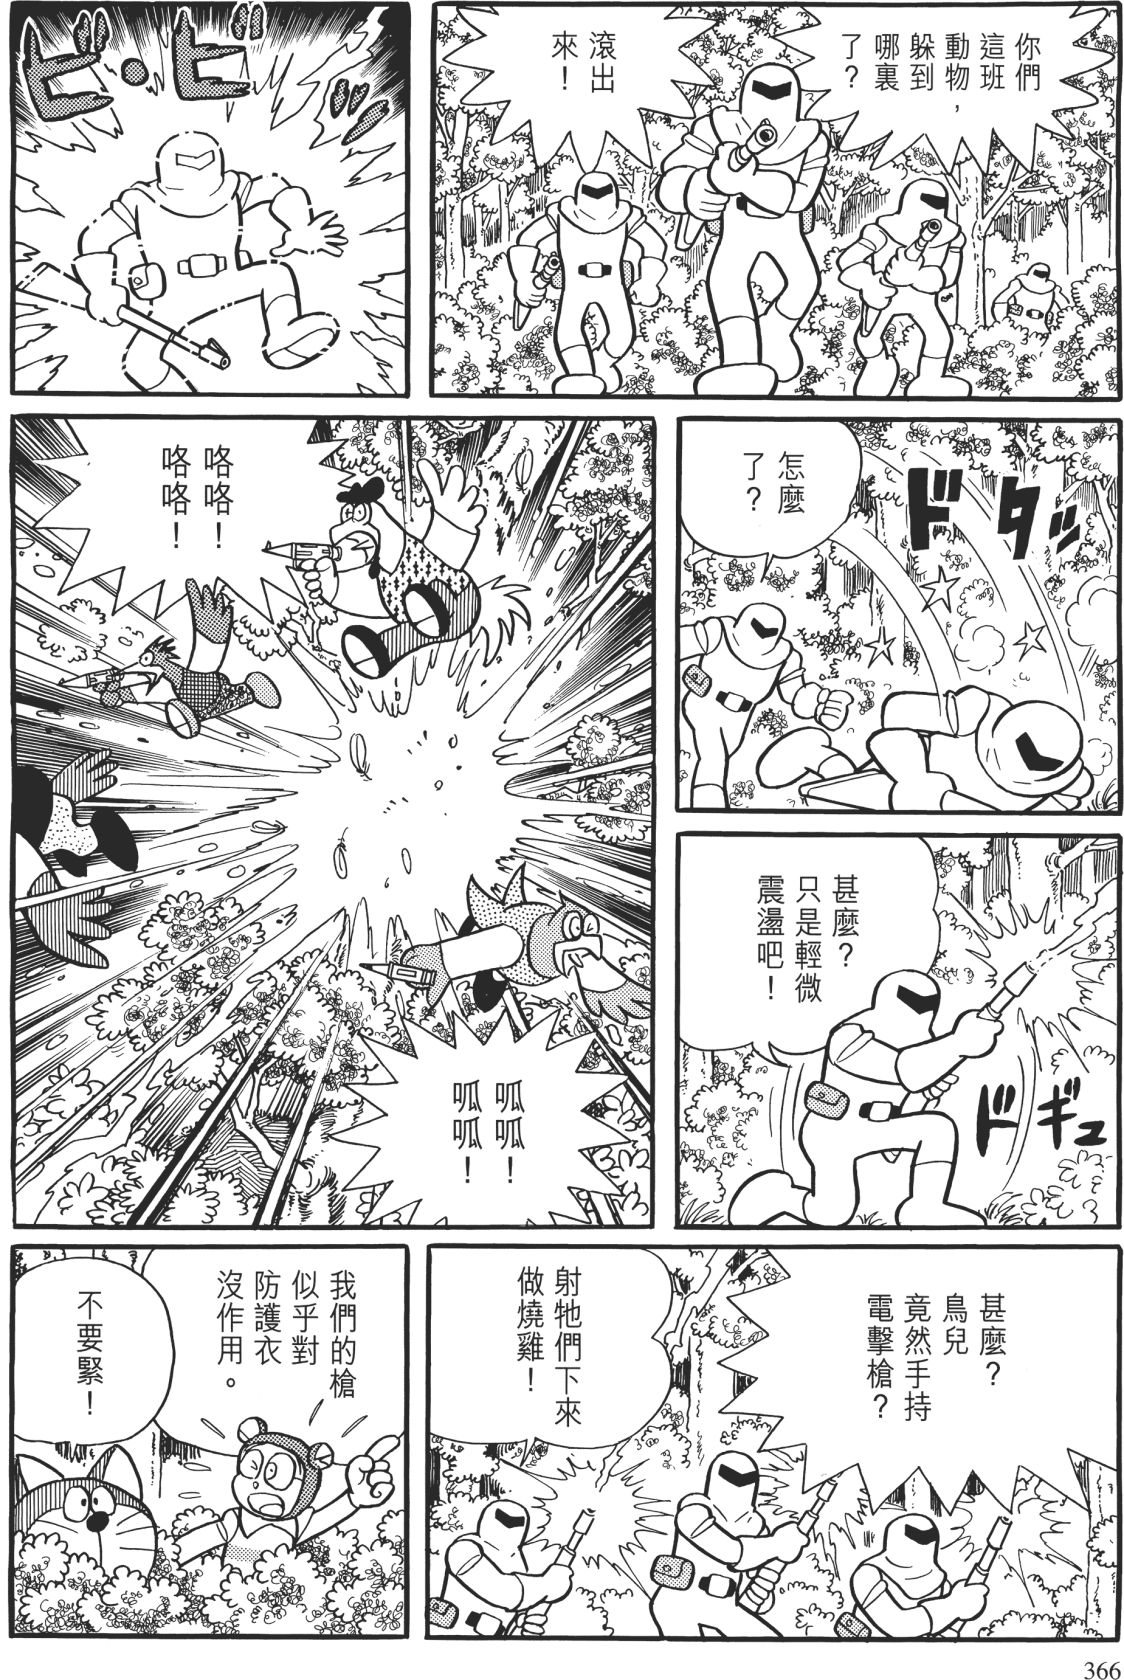 你們
這班
動物，
躲到
哪裏
了？
滾出
來！
ビ・ビ
ビッ
怎麼
了？
ドタッ
咯咯！
咯咯！
呱呱！
呱呱！
甚麼？
只是輕微
震盪吧！
ドギュ
甚麼？
鳥兒
竟然手持
電擊槍？
射牠們下來
做燒雞！
我們的槍
似乎對
防護衣
沒作用。
不要緊！
366